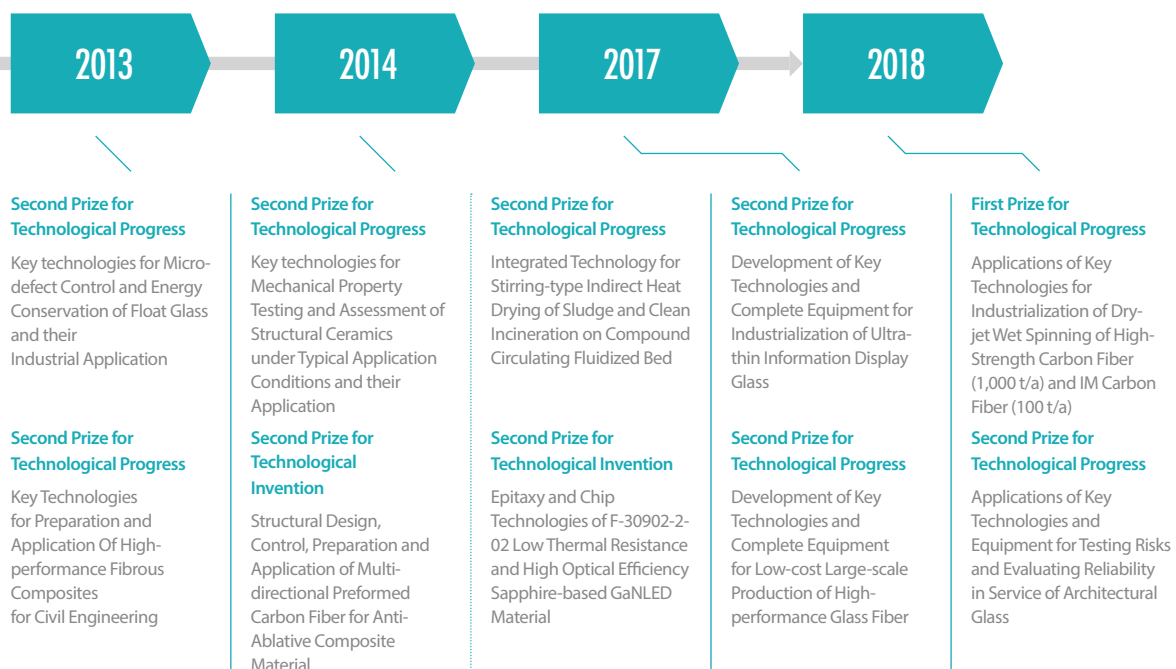 2013
2014
2017
2018
Second Prize for
Technological Progress
Key technologies for Micro-
defect Control and Energy
Conservation of Float Glass
and their
Industrial Application
Second Prize for
Technological Progress
Key Technologies
for Preparation and
Application Of High-
performance Fibrous
Composites
for Civil Engineering
Second Prize for
Technological Progress
Key technologies for
Mechanical Property
Testing and Assessment of
Structural Ceramics
under Typical Application
Conditions and their
Application
Second Prize for
Technological
Invention
Structural Design,
Control, Preparation and
Application of Multi-
directional Preformed
Carbon Fiber for Anti-
Ablative Composite
Material
Second Prize for
Technological Progress
Integrated Technology for
Stirring-type Indirect Heat
Drying of Sludge and Clean
Incineration on Compound
Circulating Fluidized Bed
Second Prize for
Technological Invention
Epitaxy and Chip
Technologies of F-30902-2-
02 Low Thermal Resistance
and High Optical Efficiency
Sapphire-based GaNLED
Material
Second Prize for
Technological Progress
Development of Key
Technologies and
Complete Equipment for
Industrialization of Ultra-
thin Information Display
Glass
Second Prize for
Technological Progress
Development of Key
Technologies and
Complete Equipment
for Low-cost Large-scale
Production of High-
performance Glass Fiber
First Prize for
Technological Progress
Applications of Key
Technologies for
Industrialization of Dry-
jet Wet Spinning of High-
Strength Carbon Fiber
(1,000 t/a) and IM Carbon
Fiber (100 t/a)
Second Prize for
Technological Progress
Applications of Key
Technologies and
Equipment for Testing Risks
and Evaluating Reliability
in Service of Architectural
Glass